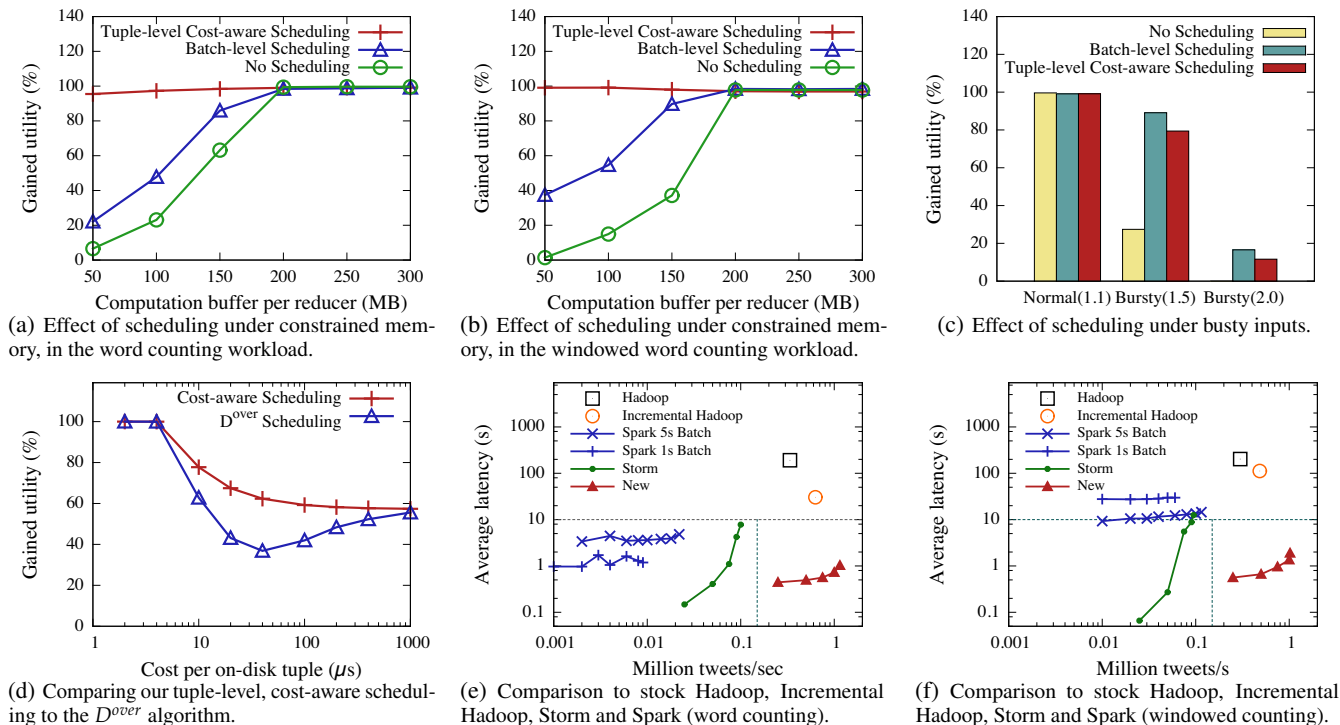 140
120
100
80
60
40
20
0
Gained utility (%)
Tuple-level Cost-aware Scheduling
Batch-level Scheduling
No Scheduling
50 100 150 200 250 300
Computation buffer per reducer (MB)
(a) Effect of scheduling under constrained mem-
ory, in the word counting workload.
140
120
100
80
60
40
20
0
Gained utility (%)
Tuple-level Cost-aware Scheduling
Batch-level Scheduling
No Scheduling
50 100 150 200 250 300
Computation buffer per reducer (MB)
(b) Effect of scheduling under constrained mem-
ory, in the windowed word counting workload.
140
120
100
80
60
40
20
0
Gained utility (%)
No Scheduling
Batch-level Scheduling
Tuple-level Cost-aware Scheduling
Normal(1.1) Bursty(1.5) Bursty(2.0)
(c) Effect of scheduling under busty inputs.
100
80
60
40
20
0
Gained utility (%)
Cost-aware Scheduling
D^over Scheduling
1 10 100 1000
Cost per on-disk tuple (μs)
(d) Comparing our tuple-level, cost-aware schedul-
ing to the D^over algorithm.
1000
100
10
1
0.1
Average latency (s)
Hadoop
Incremental Hadoop
Spark 5s Batch
Spark 1s Batch
Storm
New
0.001 0.01 0.1 1
Million tweets/sec
(e) Comparison to stock Hadoop, Incremental
Hadoop, Storm and Spark (word counting).
1000
100
10
1
0.1
Average latency (s)
Hadoop
Incremental Hadoop
Spark 5s Batch
Spark 1s Batch
Storm
New
0.001 0.01 0.1 1
Million tweets/s
(f) Comparison to stock Hadoop, Incremental
Hadoop, Storm and Spark (windowed counting).